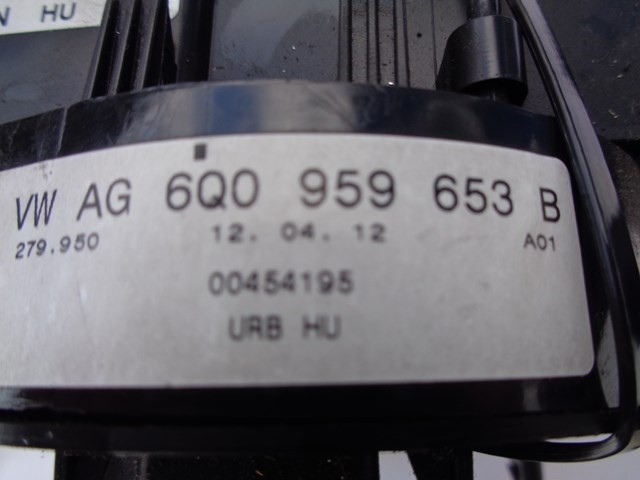 N HU
VW AG 6Q0 959 653 B
279.950 12. 04. 12 A01
00454195
URB HU